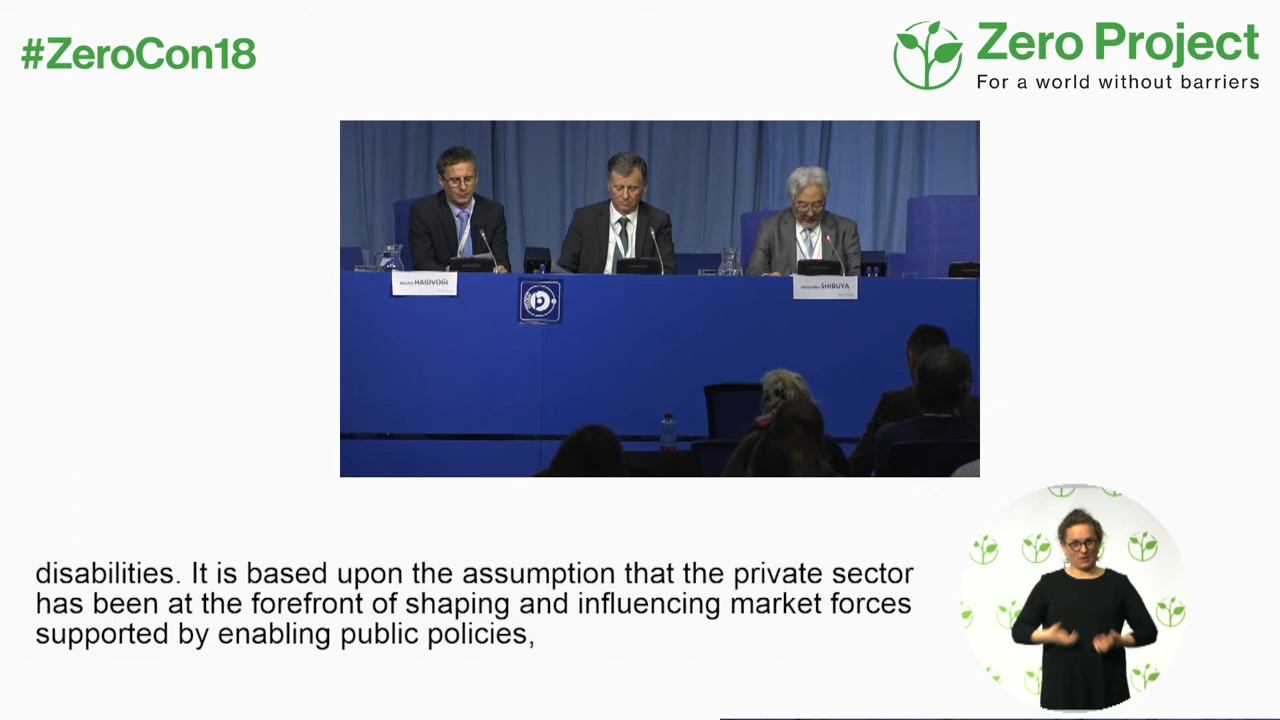 #ZeroCon18
Zero Project
For a world without barriers
HAIDVOGL
SHIBUYA
disabilities. It is based upon the assumption that the private sector
has been at the forefront of shaping and influencing market forces
supported by enabling public policies,